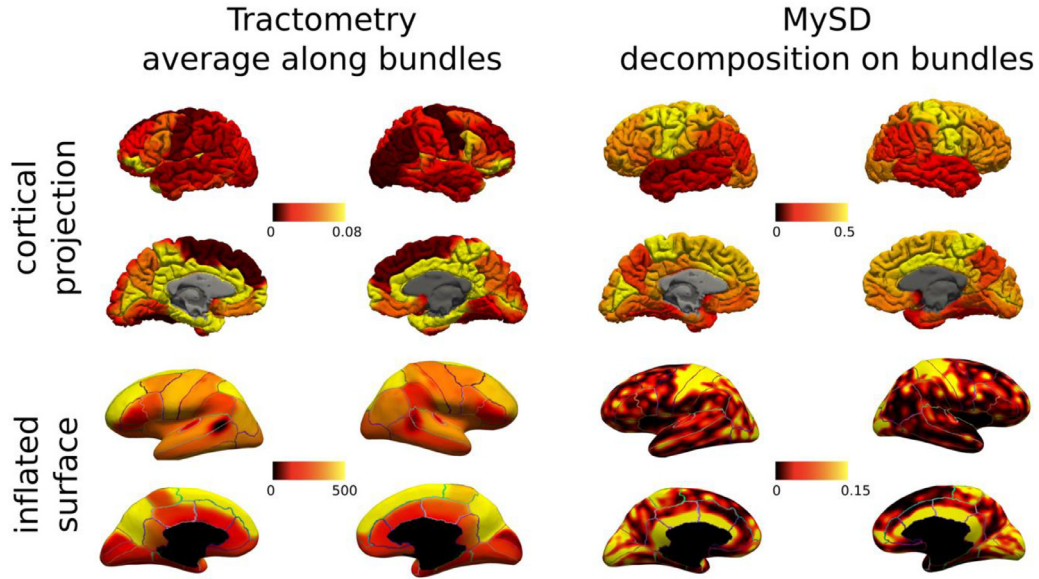 Tractometry
average along bundles
MySD
decomposition on bundles
cortical
projection
0 0.08
0 0.5
inflated
surface
0 500
0 0.15